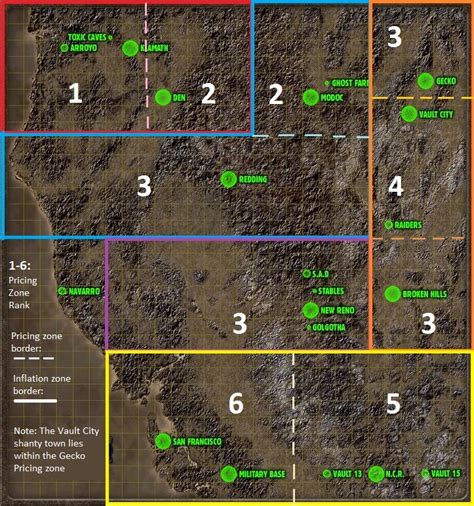 TOXIC CAVES
ARROYO
KLAMATH
1
DEN
2
2
GHOST FARM
MODOC
3
GECKO
VAULT CITY
4
RAIDERS
3
REDDING
1-6:
Pricing
Zone
Rank
NAVARRO
S.A.D
STABLES
NEW RENO
GOLGOTHA
3
BROKEN HILLS
3
Pricing zone
border:
Inflation zone
border:
Note: The Vault City
shanty town lies
within the Gecko
Pricing zone
6
5
SAN FRANCISCO
MILITARY BASE
VAULT 13
N.C.R.
VAULT 15